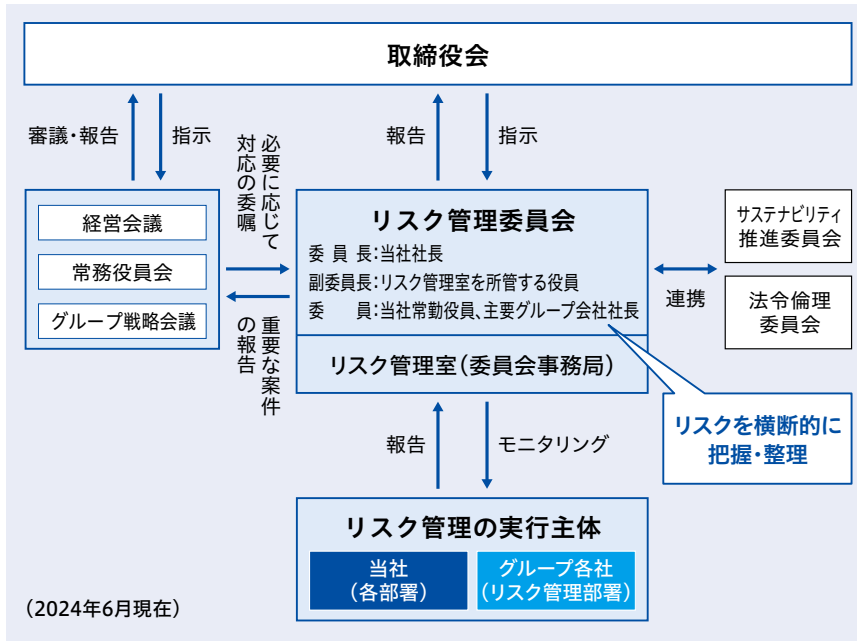 取締役会
審議・報告
指示
必要に応じて
対応の委嘱
報告
指示
経営会議
常務役員会
グループ戦略会議
リスク管理委員会
委員長:当社社長
副委員長:リスク管理室を所管する役員
委員:当社常勤役員、主要グループ会社社長
リスク管理室(委員会事務局)
連携
サステナビリティ
推進委員会
法令倫理
委員会
重要な案件
の報告
リスクを横断的に
把握・整理
報告
モニタリング
リスク管理の実行主体
当社
(各部署)
グループ各社
(リスク管理部署)
(2024年6月現在)